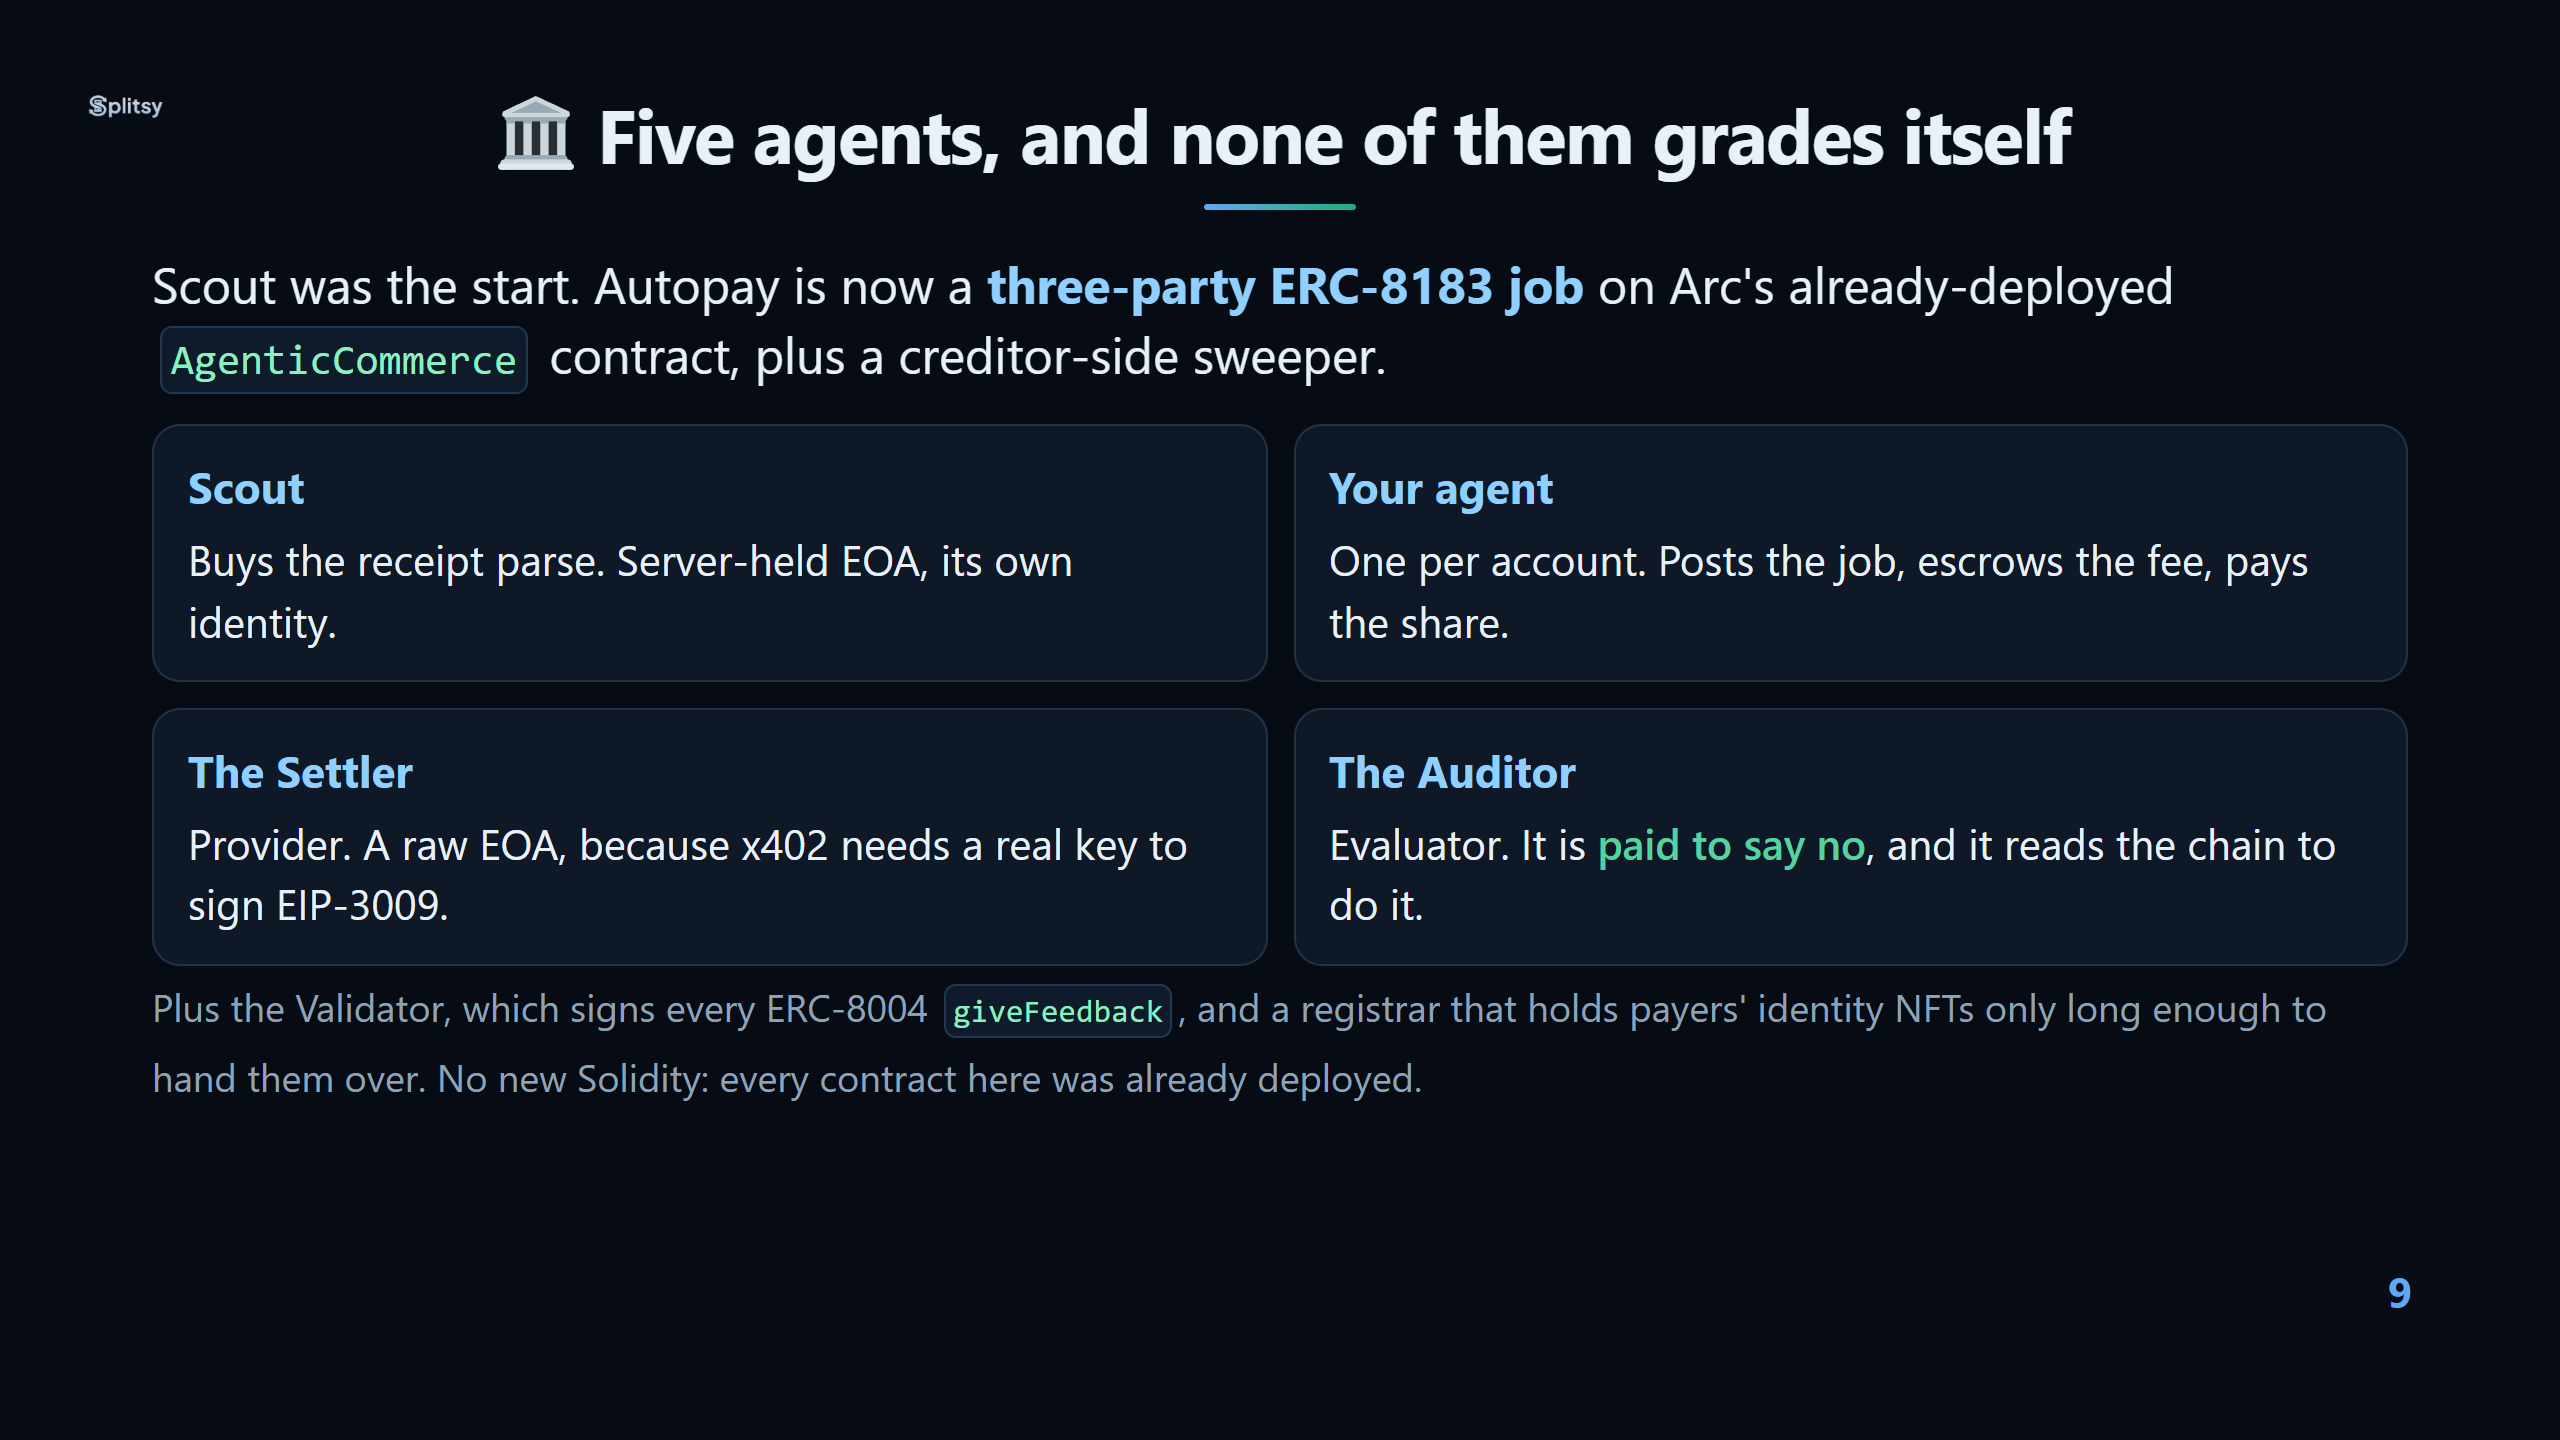 Splitsy
Five agents, and none of them grades itself
Scout was the start. Autopay is now a three-party ERC-8183 job on Arc's already-deployed
AgenticCommerce contract, plus a creditor-side sweeper.
Scout
Buys the receipt parse. Server-held EOA, its own
identity.
Your agent
One per account. Posts the job, escrows the fee, pays
the share.
The Settler
Provider. A raw EOA, because x402 needs a real key to
sign EIP-3009.
The Auditor
Evaluator. It is paid to say no, and it reads the chain to
do it.
Plus the Validator, which signs every ERC-8004 giveFeedback, and a registrar that holds payers' identity NFTs only long enough to
hand them over. No new Solidity: every contract here was already deployed.
9